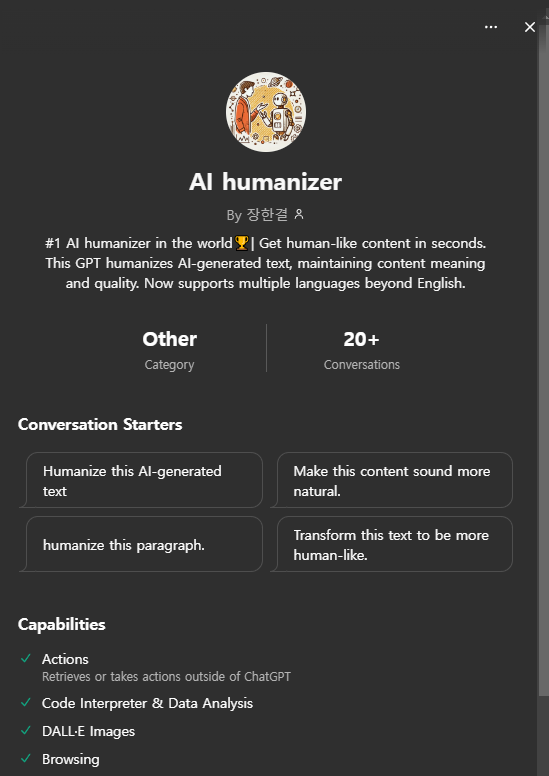 AI humanizer
By 장한결
#1 AI humanizer in the world🏆| Get human-like content in seconds.
This GPT humanizes AI-generated text, maintaining content meaning
and quality. Now supports multiple languages beyond English.
Other
Category
20+
Conversations
Conversation Starters
Humanize this AI-generated
text
Make this content sound more
natural.
humanize this paragraph.
Transform this text to be more
human-like.
Capabilities
Actions
Retrieves or takes actions outside of ChatGPT
Code Interpreter & Data Analysis
DALL·E Images
Browsing